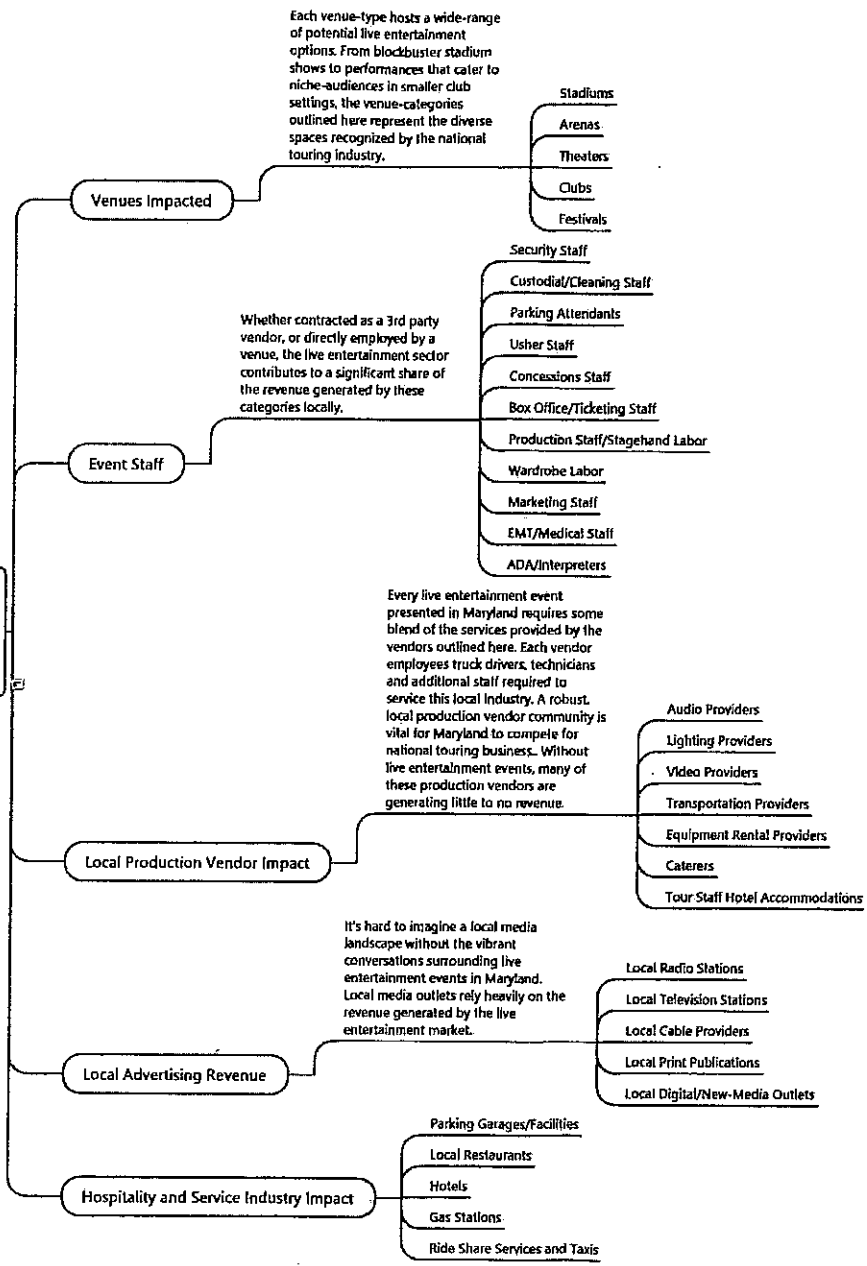 Each venue-type hosts a wide-range
of potential live entertainment
options. From blockbuster stadium
shows to performances that cater to
niche-audiences in smaller club
settings, the venue-categories
outlined here represent the diverse
spaces recognized by the national
touring industry.
Venues Impacted
Stadiums
Arenas
Theaters
Clubs
Festivals
Whether contracted as a 3rd party
vendor, or directly employed by a
venue, the live entertainment sector
contributes to a significant share of
the revenue generated by these
categories locally.
Event Staff
Security Staff
Custodial/Cleaning Staff
Parking Attendants
Usher Staff
Concessions Staff
Box Office/Ticketing Staff
Production Staff/Stagehand Labor
Wardrobe Labor
Marketing Staff
EMT/Medical Staff
ADA/Interpreters
Every live entertainment event
presented in Maryland requires some
blend of the services provided by the
vendors outlined here. Each vendor
employees truck drivers, technicians
and additional staff required to
service this local industry. A robust
local production vendor community is
vital for Maryland to compete for
national touring business. Without
live entertainment events, many of
these production vendors are
generating little to no revenue.
Local Production Vendor Impact
Audio Providers
Lighting Providers
Video Providers
Transportation Providers
Equipment Rental Providers
Caterers
Tour Staff Hotel Accommodations
It's hard to imagine a local media
landscape without the vibrant
conversations surrounding live
entertainment events in Maryland.
Local media outlets rely heavily on the
revenue generated by the live
entertainment market.
Local Advertising Revenue
Local Radio Stations
Local Television Stations
Local Cable Providers
Local Print Publications
Local Digital/New-Media Outlets
Hospitality and Service Industry Impact
Parking Garages/Facilities
Local Restaurants
Hotels
Gas Stations
Ride Share Services and Taxis